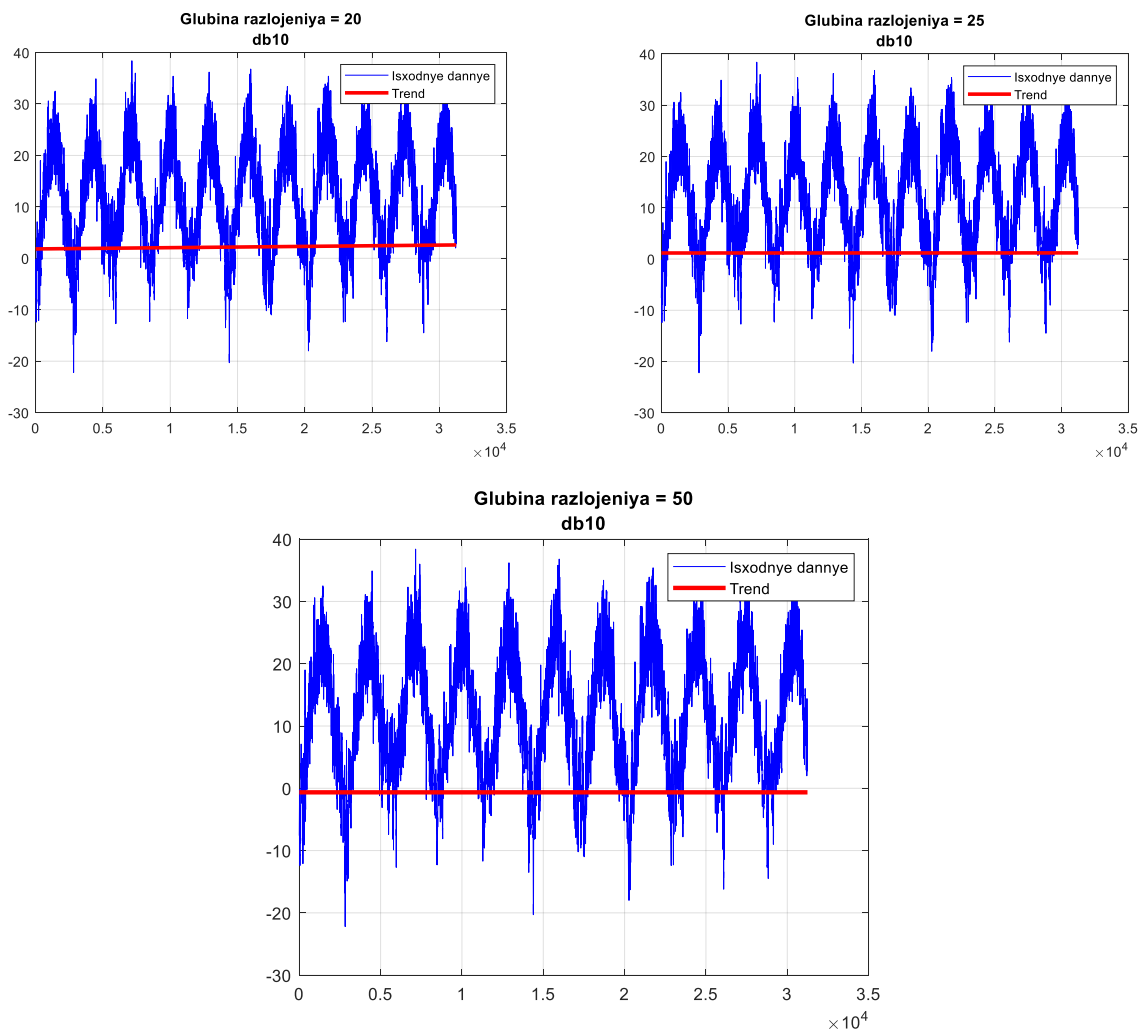 Glubina razlojeniya = 20
db10
40
30
20
10
0
-10
-20
-30
0 0.5 1 1.5 2 2.5 3 3.5
×10^4
Isxodnye dannye
Trend
Glubina razlojeniya = 25
db10
40
30
20
10
0
-10
-20
-30
0 0.5 1 1.5 2 2.5 3 3.5
×10^4
Isxodnye dannye
Trend
Glubina razlojeniya = 50
db10
40
30
20
10
0
-10
-20
-30
0 0.5 1 1.5 2 2.5 3 3.5
×10^4
Isxodnye dannye
Trend